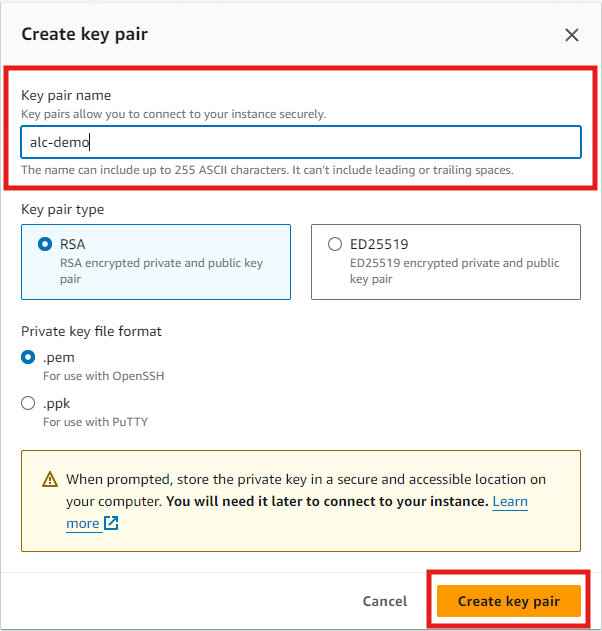 Create key pair
Key pair name
Key pairs allow you to connect to your instance securely.
alc-demo
The name can include up to 255 ASCII characters. It can't include leading or trailing spaces.
Key pair type
RSA
RSA encrypted private and public key
pair
ED25519
ED25519 encrypted private and public
key pair
Private key file format
.pem
For use with OpenSSH
.ppk
For use with PuTTY
When prompted, store the private key in a secure and accessible location on
your computer. You will need it later to connect to your instance. Learn
more
Cancel
Create key pair